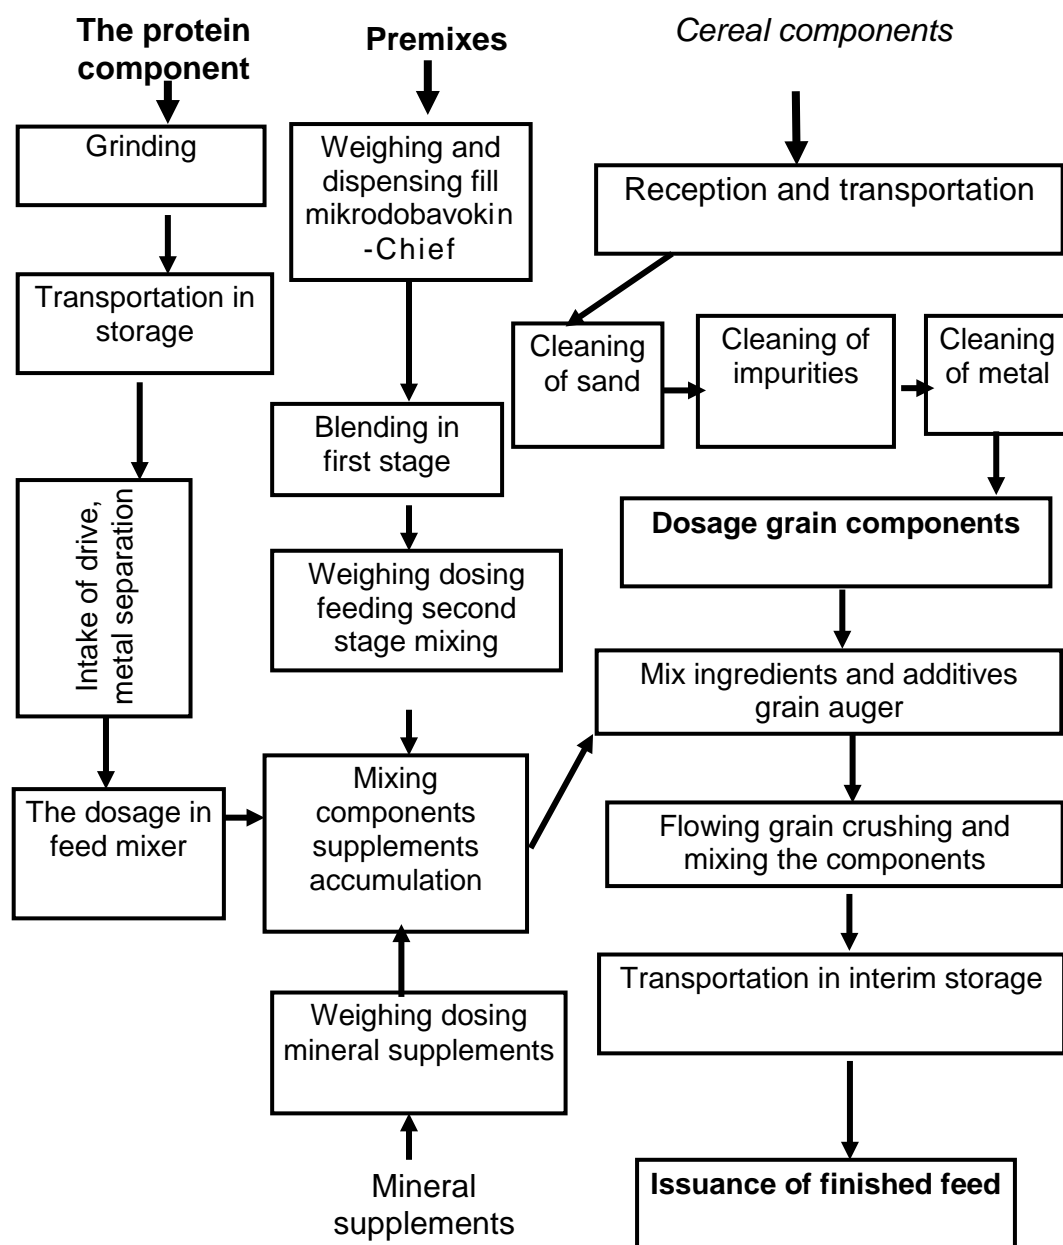 The protein
component
Grinding
Transportation in
storage
Intake of drive,
metal separation
The dosage in
feed mixer
Premixes
Weighing and
dispensing fill
mikrodobavokin
-Chief
Blending in
first stage
Weighing dosing
feeding second
stage mixing
Mixing
components
supplements
accumulation
Weighing dosing
mineral supplements
Mineral
supplements
Cereal components
Reception and transportation
Cleaning
of sand
Cleaning of
impurities
Cleaning
of metal
Dosage grain components
Mix ingredients and additives
grain auger
Flowing grain crushing and
mixing the components
Transportation in interim storage
Issuance of finished feed